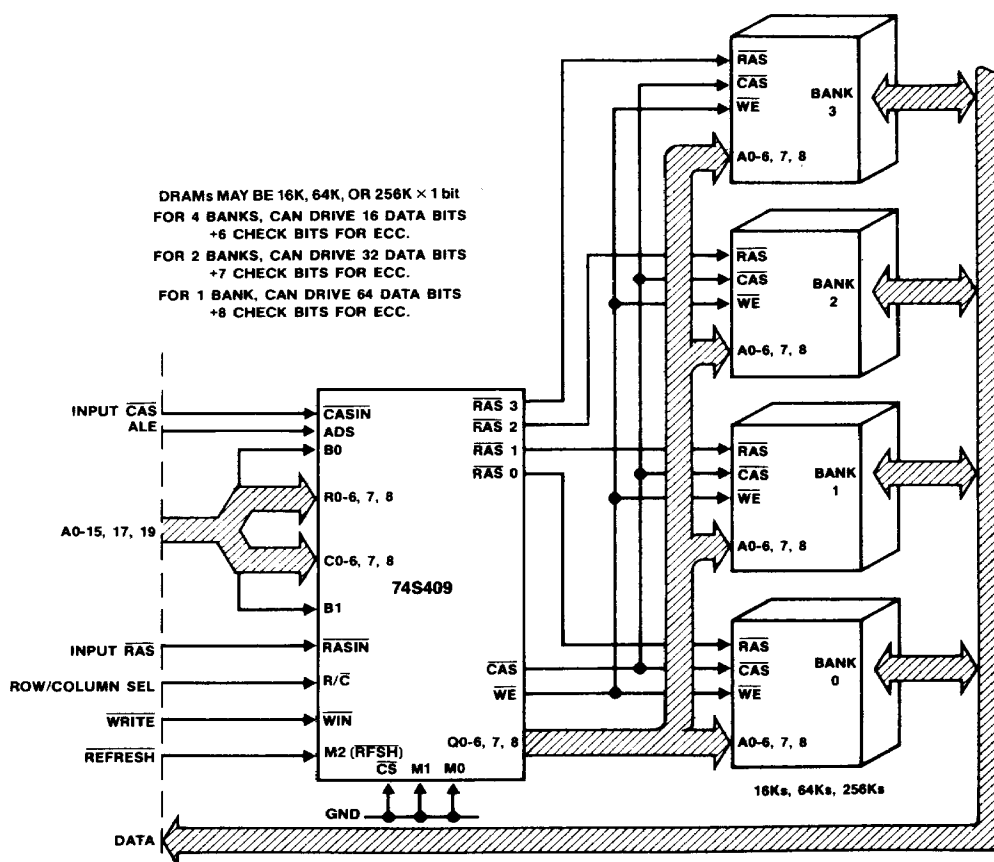 RAS
CAS
WE
BANK
3
A0-6, 7, 8
DRAMs MAY BE 16K, 64K, OR 256K × 1 bit
FOR 4 BANKS, CAN DRIVE 16 DATA BITS
+6 CHECK BITS FOR ECC.
FOR 2 BANKS, CAN DRIVE 32 DATA BITS
+7 CHECK BITS FOR ECC.
FOR 1 BANK, CAN DRIVE 64 DATA BITS
+8 CHECK BITS FOR ECC.
RAS
CAS
WE
BANK
2
A0-6, 7, 8
INPUT CAS
ALE
A0-15, 17, 19
INPUT RAS
ROW/COLUMN SEL
WRITE
REFRESH
DATA
CASIN
ADS
B0
R0-6, 7, 8
C0-6, 7, 8
B1
RASIN
R/C
WIN
M2 (RFSH)
CS M1 M0
GND
74S409
RAS 3
RAS 2
RAS 1
RAS 0
CAS
WE
Q0-6, 7, 8
RAS
CAS
WE
BANK
1
A0-6, 7, 8
RAS
CAS
WE
BANK
0
A0-6, 7, 8
16Ks, 64Ks, 256Ks